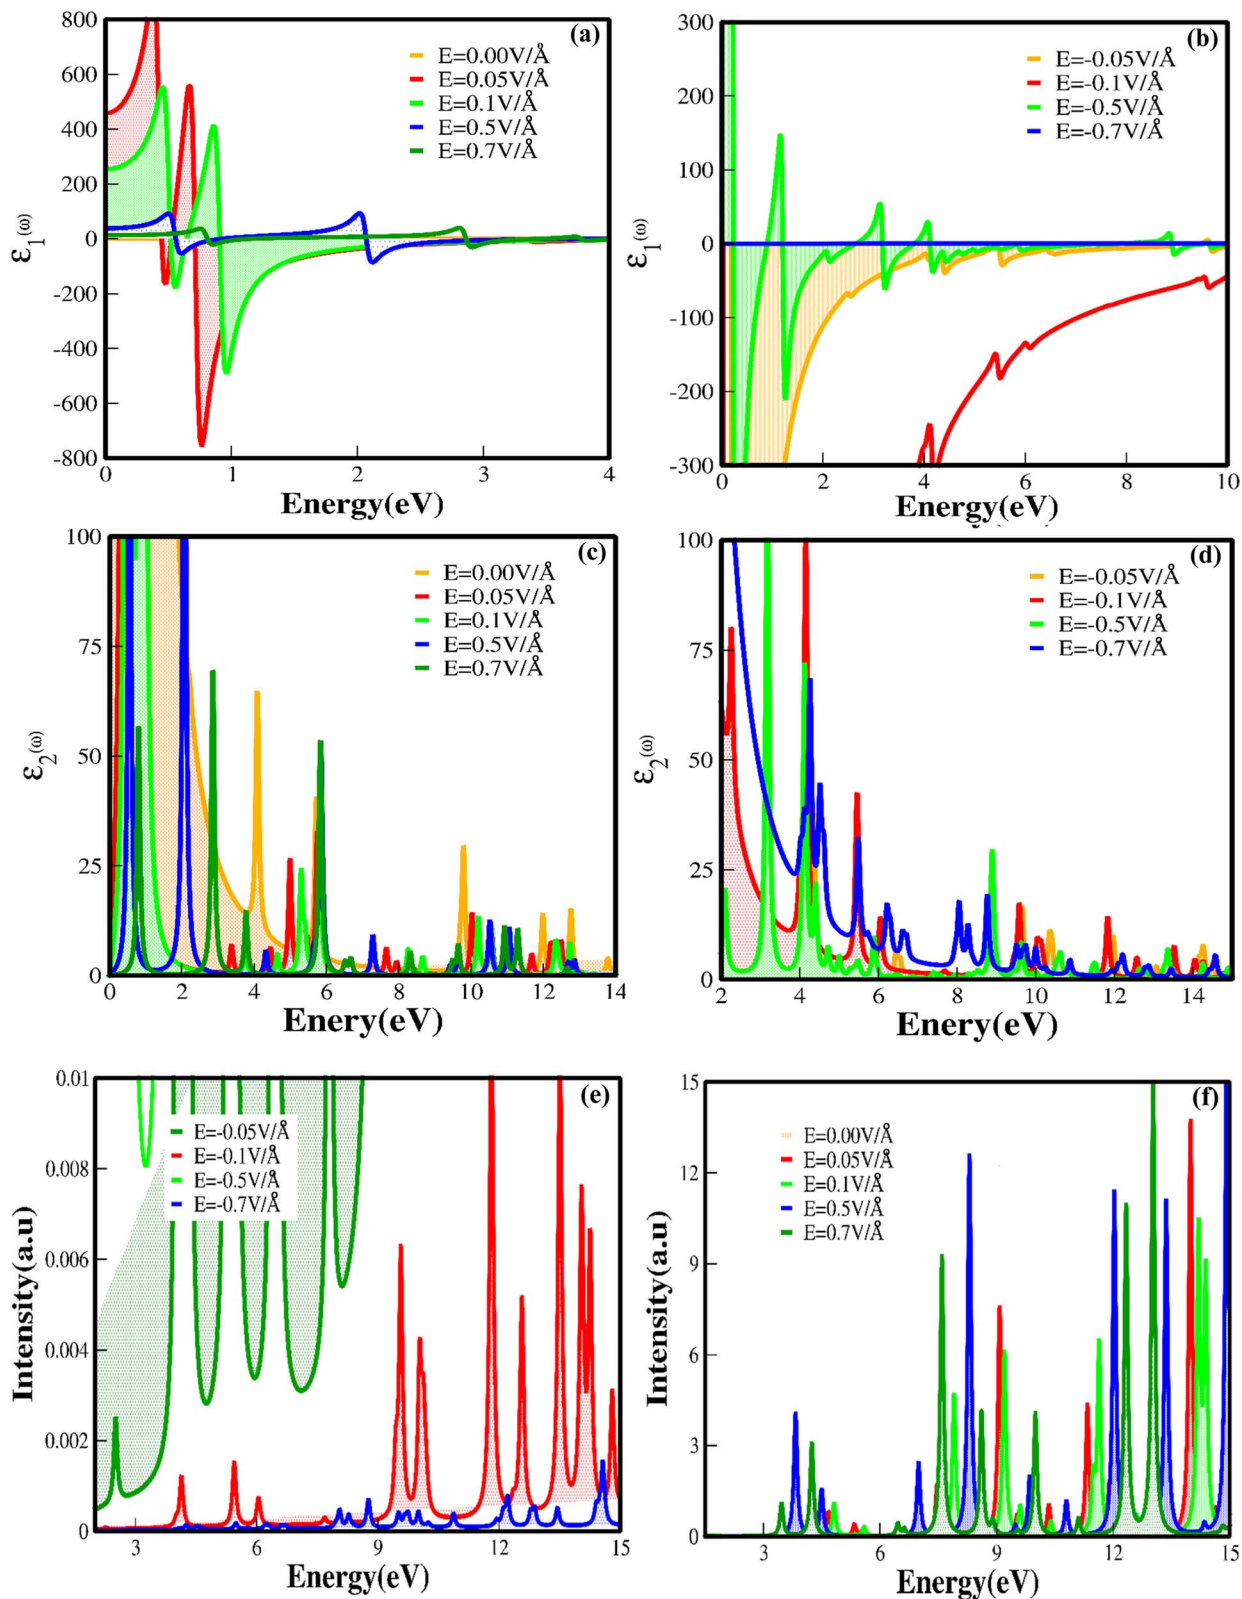 (a)
800
600
400
200
0
-200
-400
-600
-800
ε1(ω)
E=0.00V/Å
E=0.05V/Å
E=0.1V/Å
E=0.5V/Å
E=0.7V/Å
0 1 2 3 4
Energy(eV)
(b)
300
200
100
0
-100
-200
-300
ε1(ω)
E=-0.05V/Å
E=-0.1V/Å
E=-0.5V/Å
E=-0.7V/Å
0 2 4 6 8 10
Energy(eV)
(c)
100
75
50
25
0
ε2(ω)
E=0.00V/Å
E=0.05V/Å
E=0.1V/Å
E=0.5V/Å
E=0.7V/Å
0 2 4 6 8 10 12 14
Enery(eV)
(d)
100
75
50
25
0
ε2(ω)
E=-0.05V/Å
E=-0.1V/Å
E=-0.5V/Å
E=-0.7V/Å
2 4 6 8 10 12 14
Enery(eV)
(e)
0.01
0.008
0.006
0.004
0.002
0
Intensity(a.u)
E=-0.05V/Å
E=-0.1V/Å
E=-0.5V/Å
E=-0.7V/Å
3 6 9 12 15
Energy(eV)
(f)
15
12
9
6
3
0
Intensity(a.u)
E=0.00V/Å
E=0.05V/Å
E=0.1V/Å
E=0.5V/Å
E=0.7V/Å
3 6 9 12 15
Energy(eV)